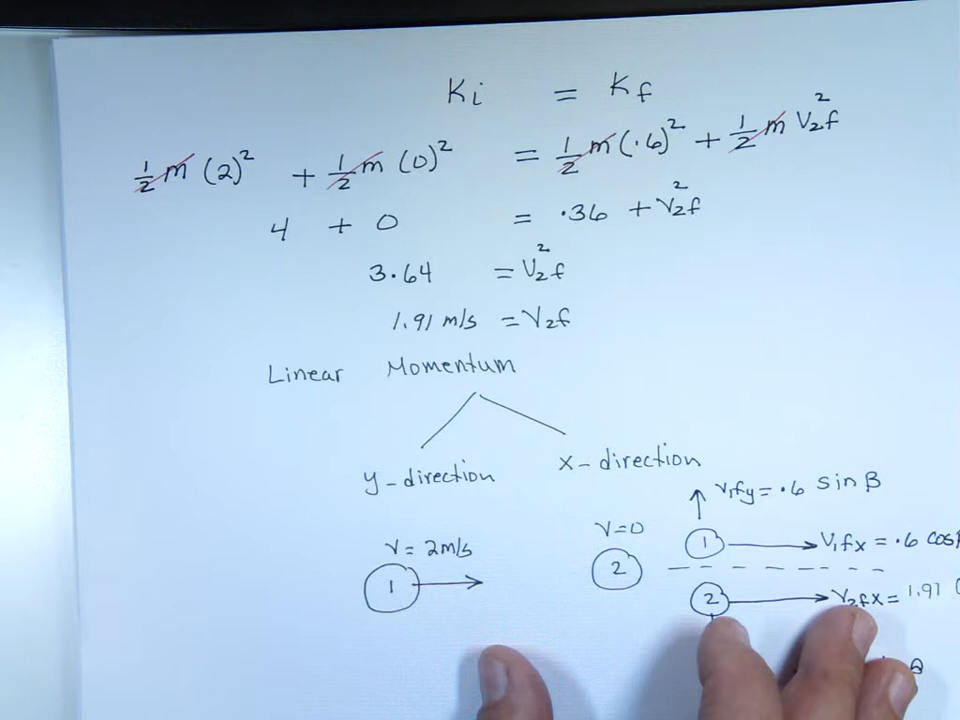 Ki = Kf
½m(2)² + ½m(0)² = ½m(.6)² + ½m V₂f²
4 + 0 = .36 + V₂f²
3.64 = V₂f²
1.91 m/s = V₂f
Linear Momentum
y-direction x-direction
V₁fy = .6 sin β
V = 2m/s V=0
1 2 1 V₁fx = .6 cos
2 V₂fx = 1.91
θ